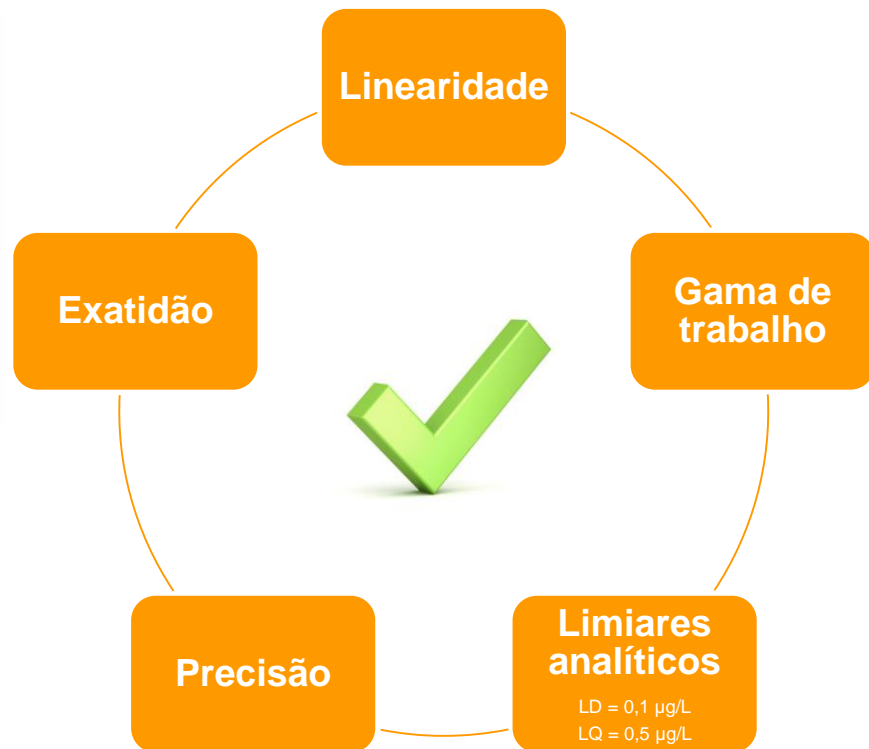 Linearidade
Gama de
trabalho
Limiares
analíticos
LD = 0,1 µg/L
LQ = 0,5 µg/L
Precisão
Exatidão